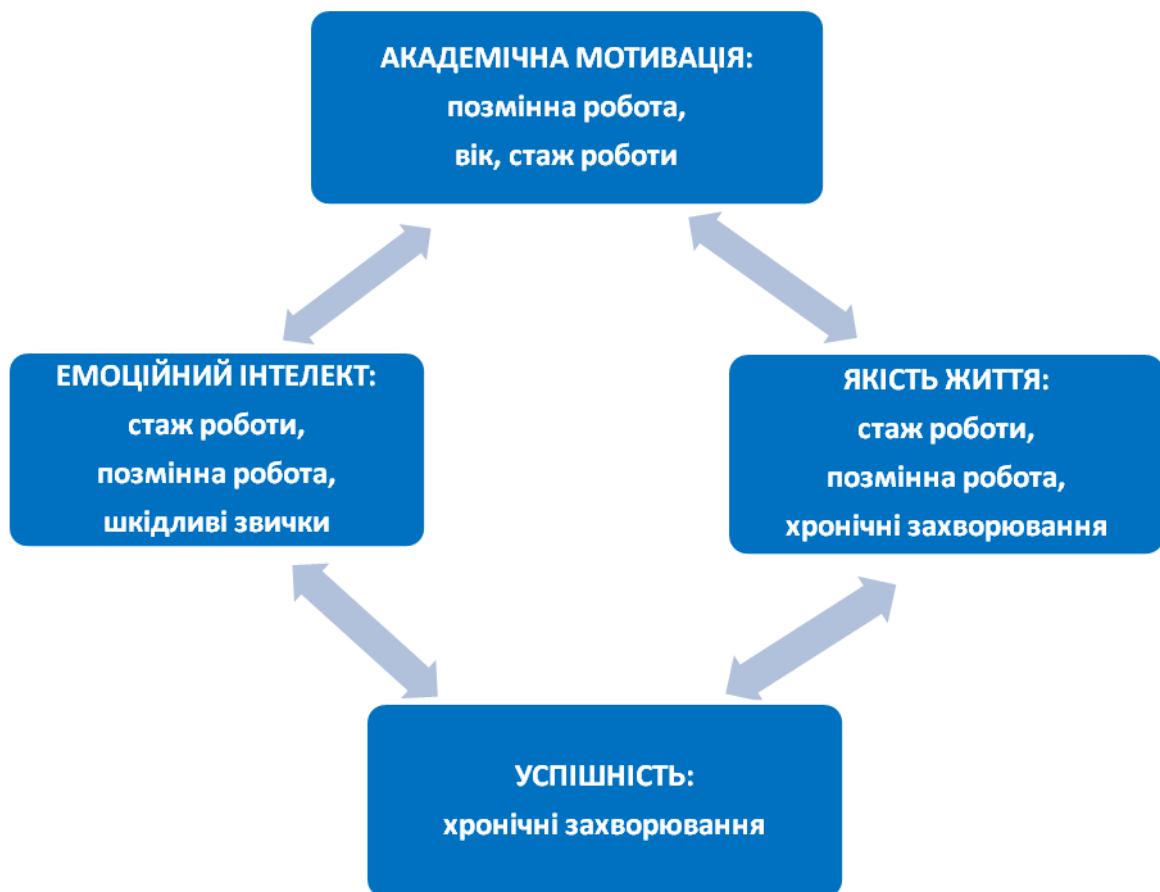 АКАДЕМІЧНА МОТИВАЦІЯ:
позмінна робота,
вік, стаж роботи
ЕМОЦІЙНИЙ ІНТЕЛЕКТ:
стаж роботи,
позмінна робота,
шкідливі звички
ЯКІСТЬ ЖИТТЯ:
стаж роботи,
позмінна робота,
хронічні захворювання
УСПІШНІСТЬ:
хронічні захворювання